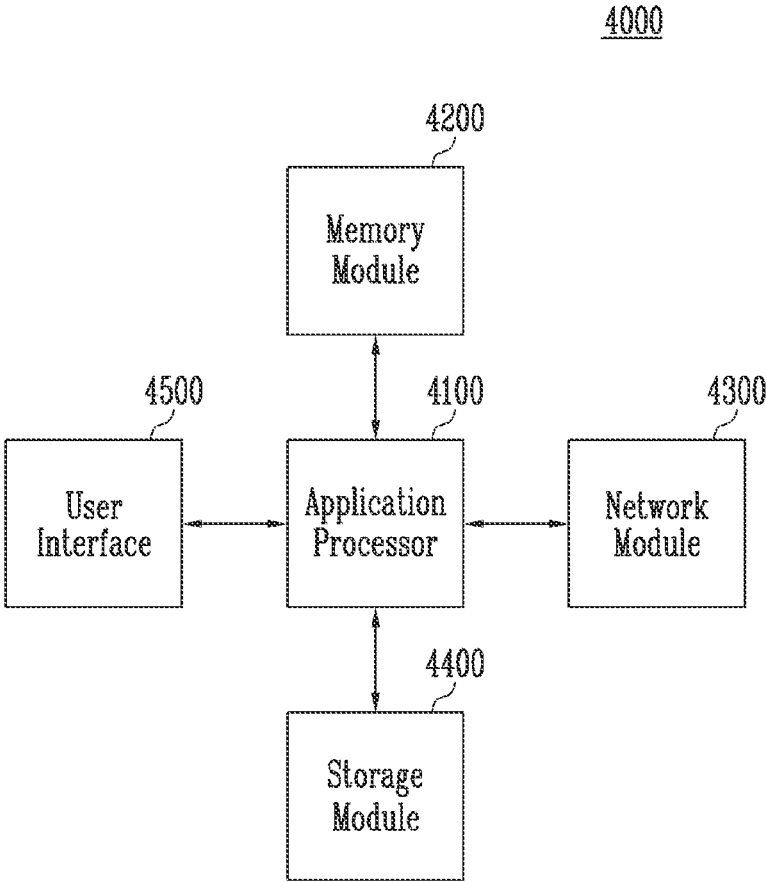 4000
4200
Memory
Module
4500
4100
4300
User
Interface
Application
Processor
Network
Module
4400
Storage
Module